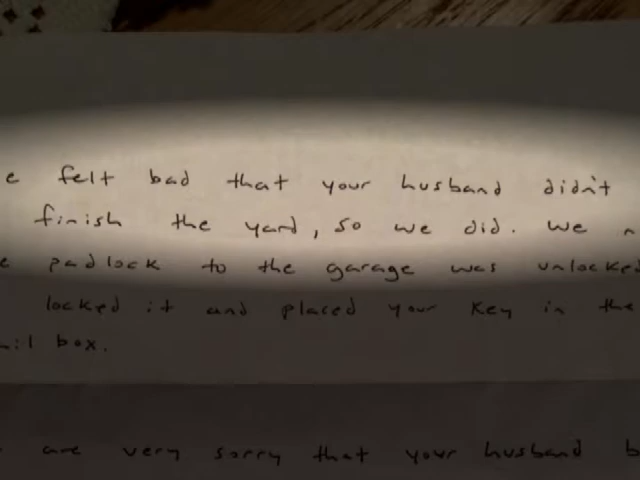 felt bad that your husband didn't
finish the yard, so we did. We
padlock to the garage was unlocked
locked it and placed your key in the
box.
are very sorry that your husband